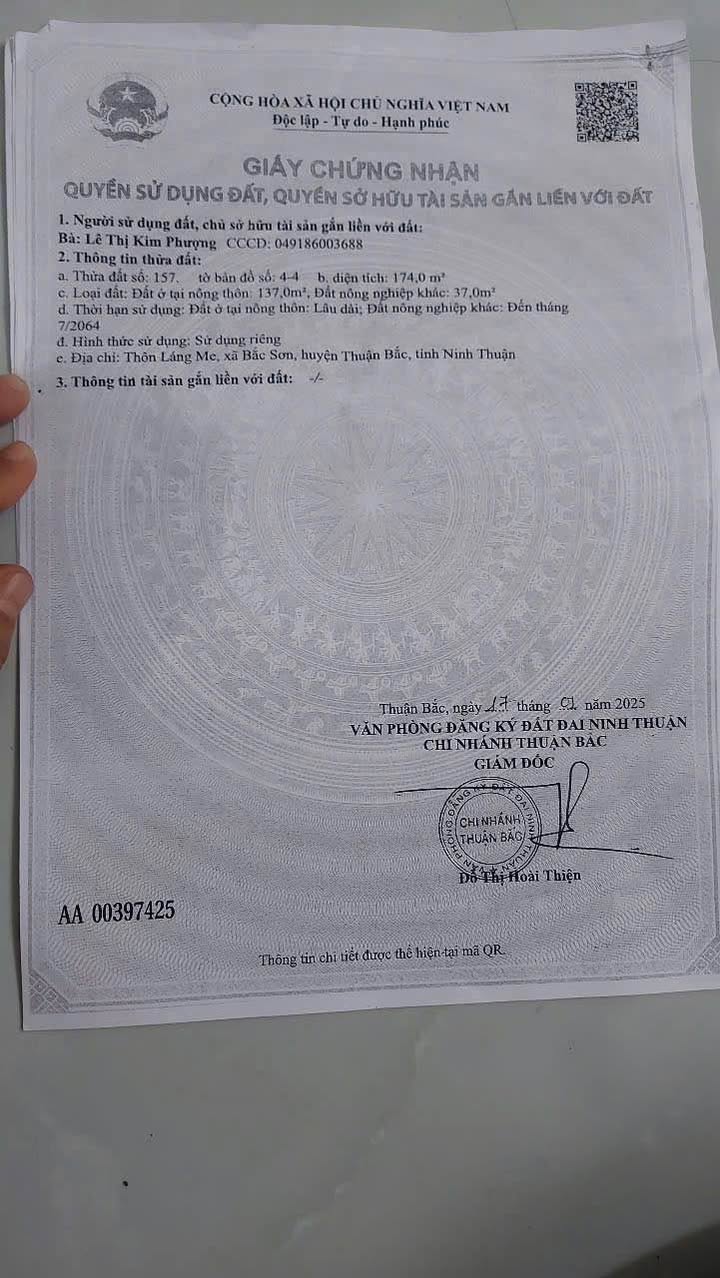 CỘNG HÒA XÃ HỘI CHỦ NGHĨA VIỆT NAM
Độc lập - Tự do - Hạnh phúc
GIẤY CHỨNG NHẬN
QUYỀN SỬ DỤNG ĐẤT, QUYỀN SỞ HỮU TÀI SẢN GẮN LIỀN VỚI ĐẤT
1. Người sử dụng đất, chủ sở hữu tài sản gắn liền với đất:
Bà: Lê Thị Kim Phượng CCCD: 049186003688
2. Thông tin thửa đất:
a. Thửa đất số: 157, tờ bản đồ số: 4-4 b. diện tích: 174,0 m²
c. Loại đất: Đất ở tại nông thôn: 137,0m², Đất nông nghiệp khác: 37,0m²
d. Thời hạn sử dụng: Đất ở tại nông thôn: Lâu dài; Đất nông nghiệp khác: Đến tháng
7/2064
đ. Hình thức sử dụng: Sử dụng riêng
e. Địa chỉ: Thôn Láng Me, xã Bắc Sơn, huyện Thuận Bắc, tỉnh Ninh Thuận
3. Thông tin tài sản gắn liền với đất: -/-
Thuận Bắc, ngày 17 tháng 01 năm 2025
VĂN PHÒNG ĐĂNG KÝ ĐẤT ĐAI NINH THUẬN
CHI NHÁNH THUẬN BẮC
GIÁM ĐỐC
VĂN PHÒNG ĐĂNG KÝ ĐẤT ĐAI NINH THUẬN
CHI NHÁNH
THUẬN BẮC
Đỗ Thị Hoài Thiện
AA 00397425
Thông tin chi tiết được thể hiện tại mã QR.